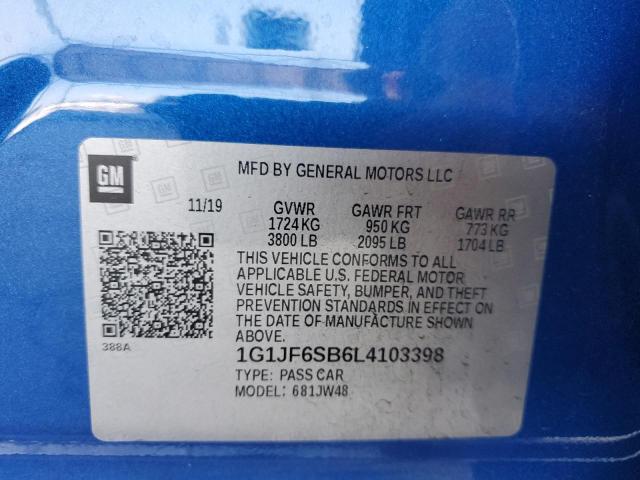 GM
MFD BY GENERAL MOTORS LLC
11/19 GVWR GAWR FRT GAWR RR
1724 KG 950 KG 773 KG
3800 LB 2095 LB 1704 LB
THIS VEHICLE CONFORMS TO ALL
APPLICABLE U.S. FEDERAL MOTOR
VEHICLE SAFETY, BUMPER, AND THEFT
PREVENTION STANDARDS IN EFFECT ON
THE DATE OF MANUFACTURE SHOWN
ABOVE.
388A
1G1JF6SB6L4103398
TYPE: PASS CAR
MODEL: 681JW48